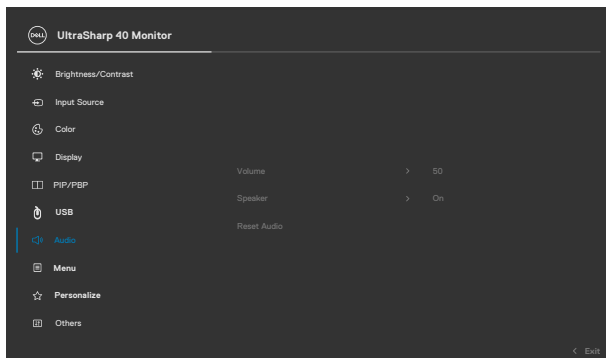 DELL UltraSharp 40 Monitor
Brightness/Contrast
Input Source
Color
Display
PIP/PBP
USB
Audio
Menu
Personalize
Others
Volume > 50
Speaker > On
Reset Audio
< Exit